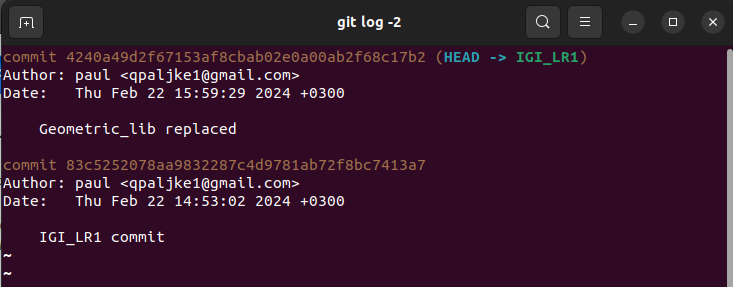 git log -2
commit 4240a49d2f67153af8cbab02e0a00ab2f68c17b2 (HEAD -> IGI_LR1)
Author: paul <qpaljke1@gmail.com>
Date:   Thu Feb 22 15:59:29 2024 +0300
    Geometric_lib replaced
commit 83c5252078aa9832287c4d9781ab72f8bc7413a7
Author: paul <qpaljke1@gmail.com>
Date:   Thu Feb 22 14:53:02 2024 +0300
    IGI_LR1 commit
~
~